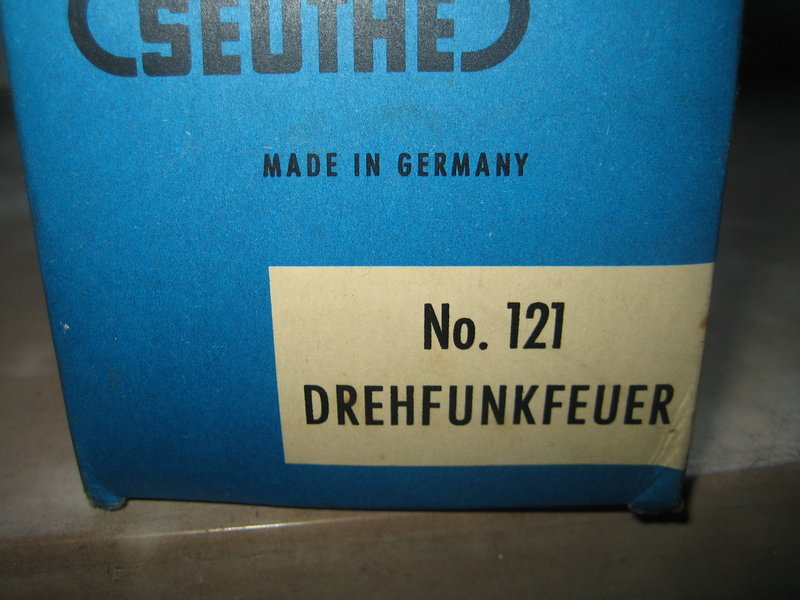 SEUTHE
MADE IN GERMANY
No. 121
DREHFUNKFEUER